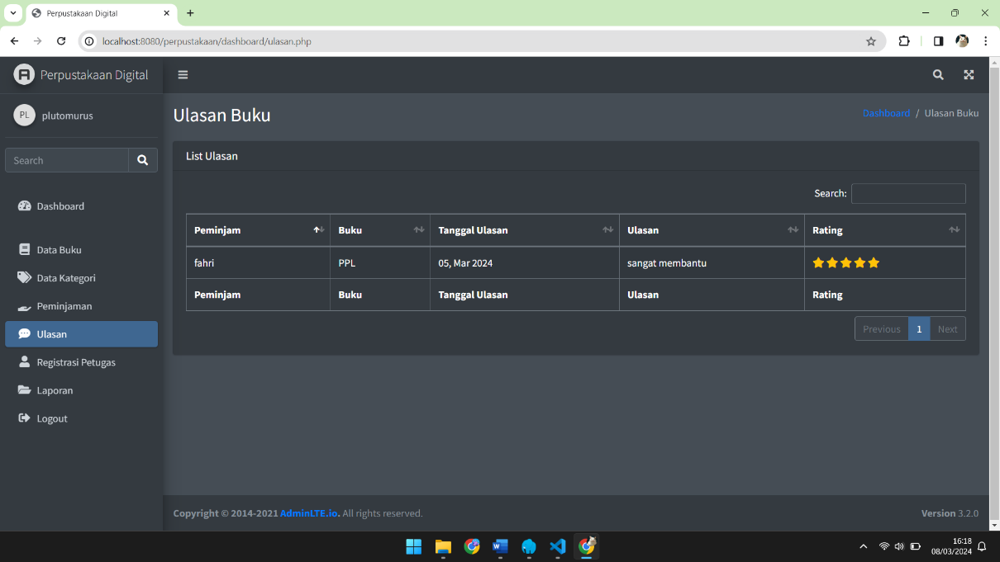 Perpustakaan Digital
localhost:8080/perpustakaan/dashboard/ulasan.php
Perpustakaan Digital
PL plutomurus
Search
Dashboard
Data Buku
Data Kategori
Peminjaman
Ulasan
Registrasi Petugas
Laporan
Logout
Ulasan Buku
Dashboard / Ulasan Buku
List Ulasan
Search:
Peminjam Buku Tanggal Ulasan Ulasan Rating
fahri PPL 05, Mar 2024 sangat membantu
Peminjam Buku Tanggal Ulasan Ulasan Rating
Previous 1 Next
Copyright © 2014-2021 AdminLTE.io. All rights reserved.
Version 3.2.0
16:18
08/03/2024